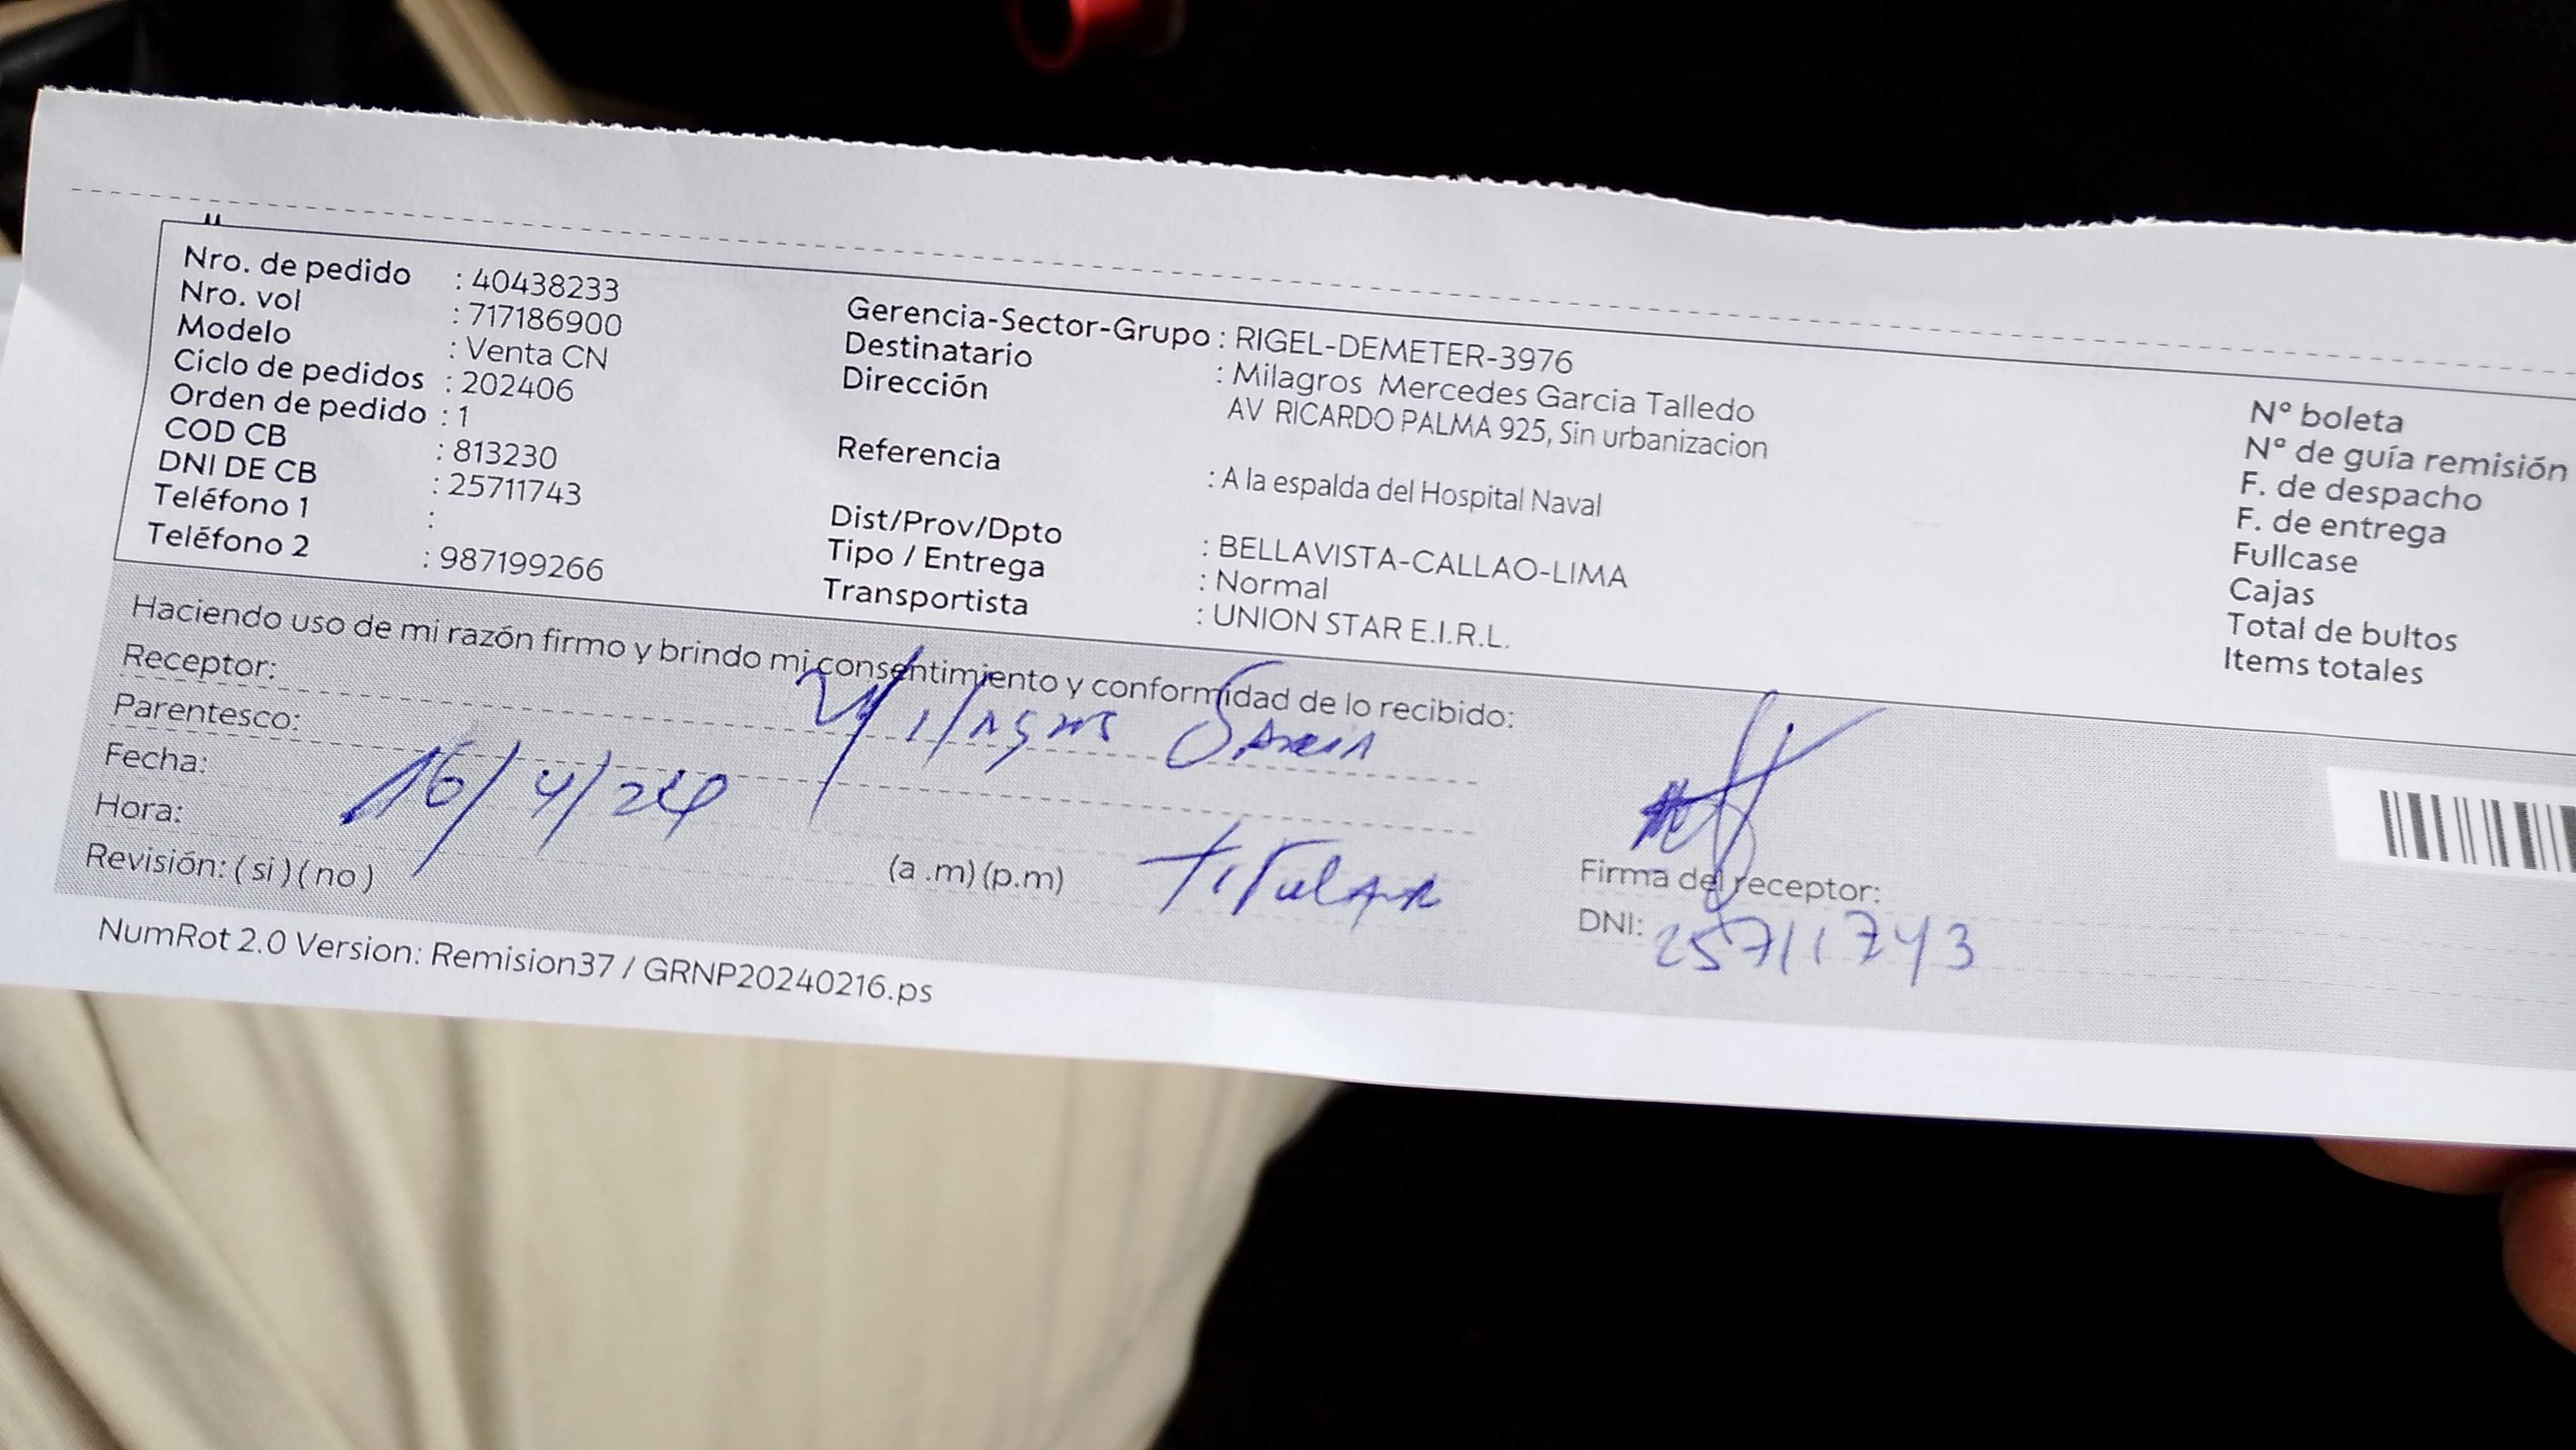 Nro. de pedido : 40438233
Nro. vol : 717186900
Modelo : Venta CN
Ciclo de pedidos : 202406
Orden de pedido : 1
COD CB : 813230
DNI DE CB : 25711743
Teléfono 1 :
Teléfono 2 : 987199266
Gerencia-Sector-Grupo : RIGEL-DEMETER-3976
Destinatario : Milagros Mercedes Garcia Talledo
Dirección AV RICARDO PALMA 925, Sin urbanizacion
Referencia : A la espalda del Hospital Naval
Dist/Prov/Dpto : BELLAVISTA-CALLAO-LIMA
Tipo / Entrega : Normal
Transportista : UNION STAR E.I.R.L.
N° boleta
N° de guía remisión
F. de despacho
F. de entrega
Fullcase
Cajas
Total de bultos
Items totales
Haciendo uso de mi razón firmo y brindo mi consentimiento y conformidad de lo recibido:
Receptor: Milagros Garcia
Parentesco:
Fecha: 16/4/24
Hora: (a .m) (p.m) Titular
Revisión: ( si ) ( no )
Firma del receptor:
DNI: 25711743
NumRot 2.0 Version: Remision37 / GRNP20240216.ps